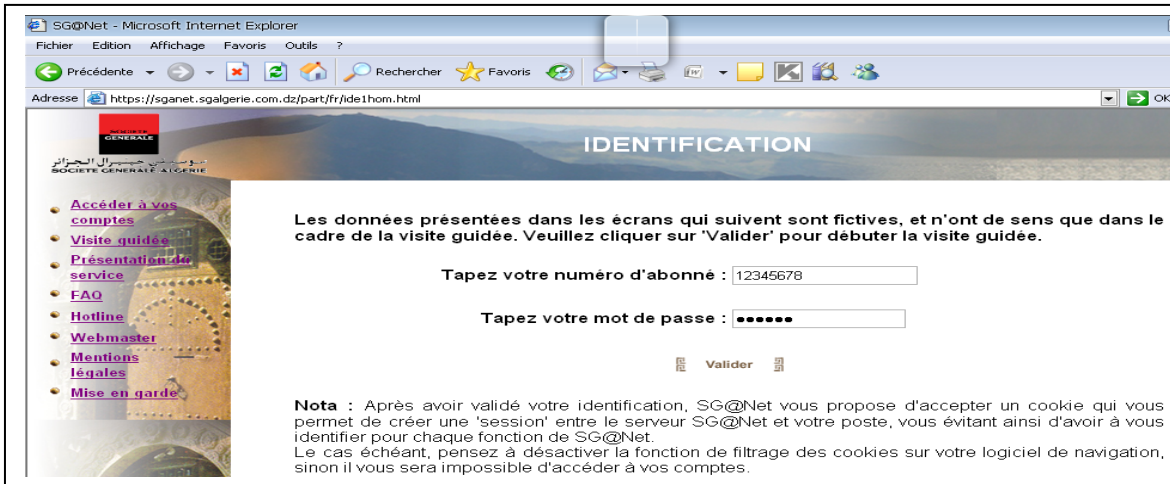 SG@Net - Microsoft Internet Explorer
Fichier Edition Affichage Favoris Outils ?
Précédente Rechercher Favoris
Adresse https://sganet.sgalgerie.com.dz/part/fr/ide1hom.html OK
SOCIETE
GENERALE
IDENTIFICATION
SOCIETE GENERALE ALGERIE
Accéder à vos
comptes
Visite guidée
Présentation du
service
FAQ
Hotline
Webmaster
Mentions
légales
Mise en garde
Les données présentées dans les écrans qui suivent sont fictives, et n'ont de sens que dans le
cadre de la visite guidée. Veuillez cliquer sur 'Valider' pour débuter la visite guidée.
Tapez votre numéro d'abonné : 12345678
Tapez votre mot de passe : ●●●●●●
Valider
Nota : Après avoir validé votre identification, SG@Net vous propose d'accepter un cookie qui vous
permet de créer une 'session' entre le serveur SG@Net et votre poste, vous évitant ainsi d'avoir à vous
identifier pour chaque fonction de SG@Net.
Le cas échéant, pensez à désactiver la fonction de filtrage des cookies sur votre logiciel de navigation,
sinon il vous sera impossible d'accéder à vos comptes.